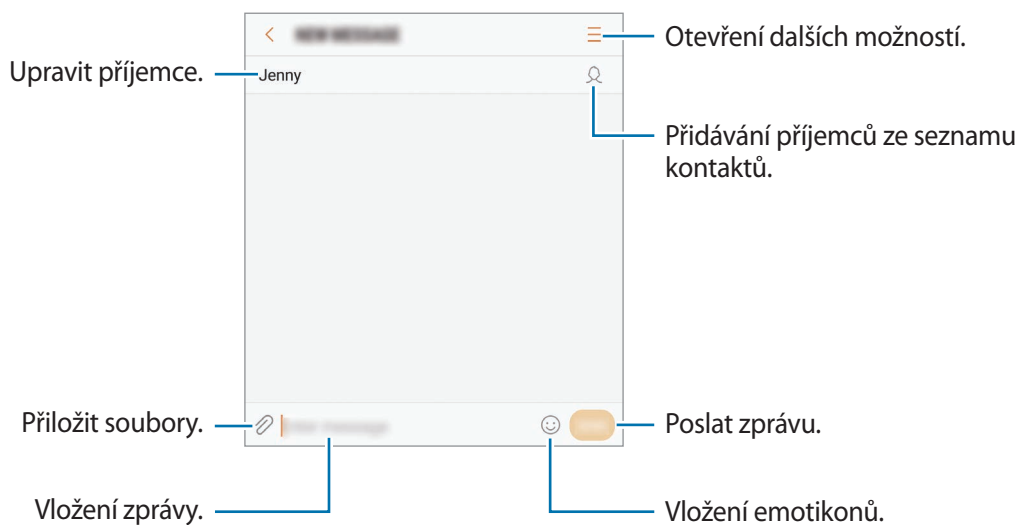 Otevření dalších možností.
Upravit příjemce.
Jenny
Přidávání příjemců ze seznamu
kontaktů.
Přiložit soubory.
Poslat zprávu.
Vložení zprávy.
Vložení emotikonů.